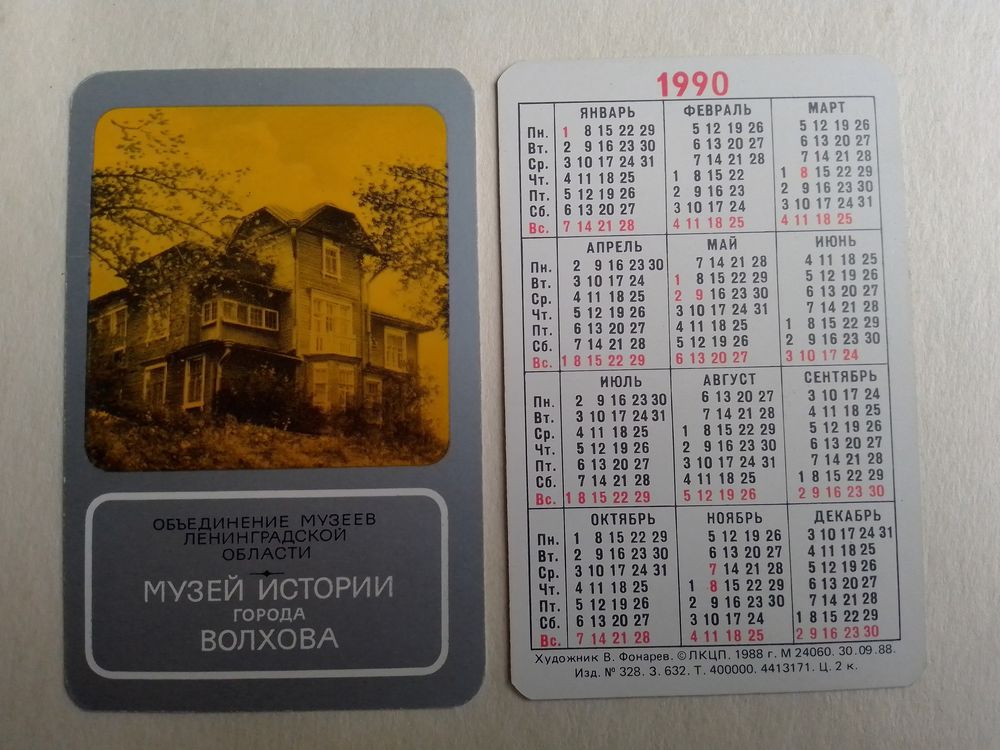 ОБЪЕДИНЕНИЕ МУЗЕЕВ
ЛЕНИНГРАДСКОЙ
ОБЛАСТИ
МУЗЕЙ ИСТОРИИ
ГОРОДА
ВОЛХОВА
1990
ЯНВАРЬ ФЕВРАЛЬ МАРТ
Пн. 1 8 15 22 29 5 12 19 26 5 12 19 26
Вт. 2 9 16 23 30 6 13 20 27 6 13 20 27
Ср. 3 10 17 24 31 7 14 21 28 7 14 21 28
Чт. 4 11 18 25 1 8 15 22 1 8 15 22 29
Пт. 5 12 19 26 2 9 16 23 2 9 16 23 30
Сб. 6 13 20 27 3 10 17 24 3 10 17 24 31
Вс. 7 14 21 28 4 11 18 25 4 11 18 25
АПРЕЛЬ МАЙ ИЮНЬ
Пн. 2 9 16 23 30 7 14 21 28 4 11 18 25
Вт. 3 10 17 24 1 8 15 22 29 5 12 19 26
Ср. 4 11 18 25 2 9 16 23 30 6 13 20 27
Чт. 5 12 19 26 3 10 17 24 31 7 14 21 28
Пт. 6 13 20 27 4 11 18 25 1 8 15 22 29
Сб. 7 14 21 28 5 12 19 26 2 9 16 23 30
Вс. 1 8 15 22 29 6 13 20 27 3 10 17 24
ИЮЛЬ АВГУСТ СЕНТЯБРЬ
Пн. 2 9 16 23 30 6 13 20 27 3 10 17 24
Вт. 3 10 17 24 31 7 14 21 28 4 11 18 25
Ср. 4 11 18 25 1 8 15 22 29 5 12 19 26
Чт. 5 12 19 26 2 9 16 23 30 6 13 20 27
Пт. 6 13 20 27 3 10 17 24 31 7 14 21 28
Сб. 7 14 21 28 4 11 18 25 1 8 15 22 29
Вс. 1 8 15 22 29 5 12 19 26 2 9 16 23 30
ОКТЯБРЬ НОЯБРЬ ДЕКАБРЬ
Пн. 1 8 15 22 29 5 12 19 26 3 10 17 24 31
Вт. 2 9 16 23 30 6 13 20 27 4 11 18 25
Ср. 3 10 17 24 31 7 14 21 28 5 12 19 26
Чт. 4 11 18 25 1 8 15 22 29 6 13 20 27
Пт. 5 12 19 26 2 9 16 23 30 7 14 21 28
Сб. 6 13 20 27 3 10 17 24 1 8 15 22 29
Вс. 7 14 21 28 4 11 18 25 2 9 16 23 30
Художник В. Фонарев. © ЛКЦП. 1988 г. М 24060. 30.09.88.
Изд. № 328. З. 632. Т. 400000. 4413171. Ц. 2 к.